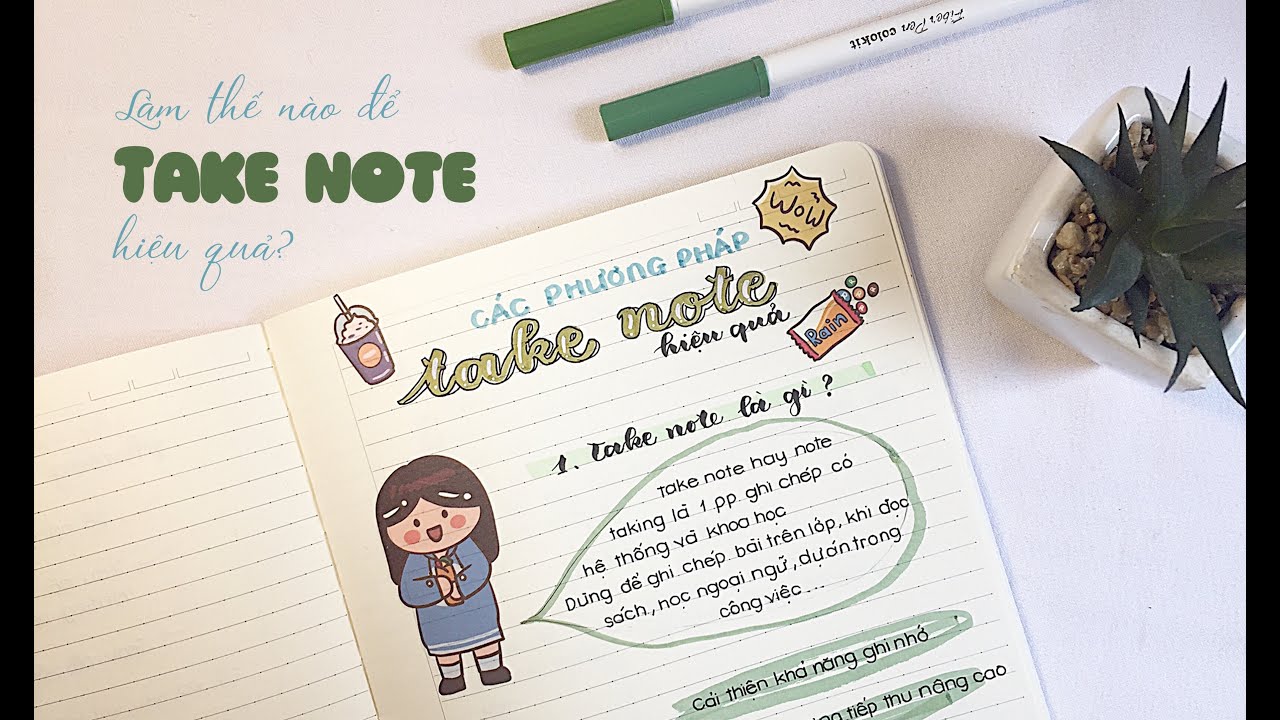 Làm thế nào để
TAKE NOTE
hiệu quả?
Fiber Pen colokit
WOW
CÁC PHƯƠNG PHÁP
take note
hiệu quả
Rain
1. Take note là gì ?
Take note hay note
taking là 1 pp ghi chép có
hệ thống và khoa học
Dùng để ghi chép bài trên lớp, khi đọc
sách, học ngoại ngữ, dự án trong
công việc...
Cải thiện khả năng ghi nhớ
tiếp thu nâng cao